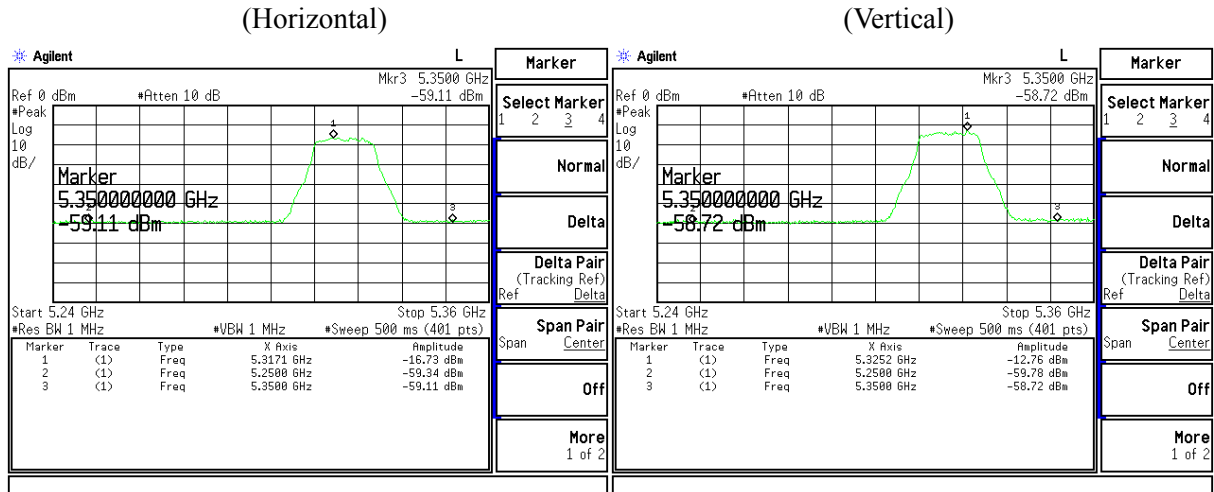 (Horizontal)
Agilent L
Mkr3 5.3500 GHz
Ref 0 dBm #Atten 10 dB -59.11 dBm
#Peak
Log
10
dB/
1
Marker
5.350000000 GHz
-59.11 dBm
2
3
Start 5.24 GHz Stop 5.36 GHz
#Res BW 1 MHz #VBW 1 MHz #Sweep 500 ms (401 pts)
Marker Trace Type X Axis Amplitude
1 (1) Freq 5.3171 GHz -16.73 dBm
2 (1) Freq 5.2500 GHz -59.34 dBm
3 (1) Freq 5.3500 GHz -59.11 dBm
Marker
Select Marker
1 2 3 4
Normal
Delta
Delta Pair
(Tracking Ref)
Ref Delta
Span Pair
Span Center
Off
More
1 of 2
(Vertical)
Agilent L
Mkr3 5.3500 GHz
Ref 0 dBm #Atten 10 dB -58.72 dBm
#Peak
Log
10
dB/
1
Marker
5.350000000 GHz
-58.72 dBm
2
3
Start 5.24 GHz Stop 5.36 GHz
#Res BW 1 MHz #VBW 1 MHz #Sweep 500 ms (401 pts)
Marker Trace Type X Axis Amplitude
1 (1) Freq 5.3252 GHz -12.76 dBm
2 (1) Freq 5.2500 GHz -59.78 dBm
3 (1) Freq 5.3500 GHz -58.72 dBm
Marker
Select Marker
1 2 3 4
Normal
Delta
Delta Pair
(Tracking Ref)
Ref Delta
Span Pair
Span Center
Off
More
1 of 2